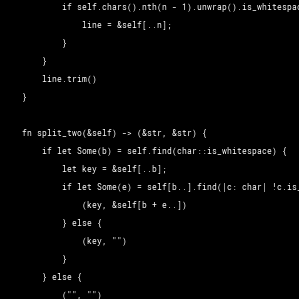 if self.chars().nth(n - 1).unwrap().is_whitespac
line = &self[..n];
}
}
line.trim()
}
fn split_two(&self) -> (&str, &str) {
if let Some(b) = self.find(char::is_whitespace) {
let key = &self[..b];
if let Some(e) = self[b..].find(|c: char| !c.is_
(key, &self[b + e..])
} else {
(key, "")
}
} else {
("", "")